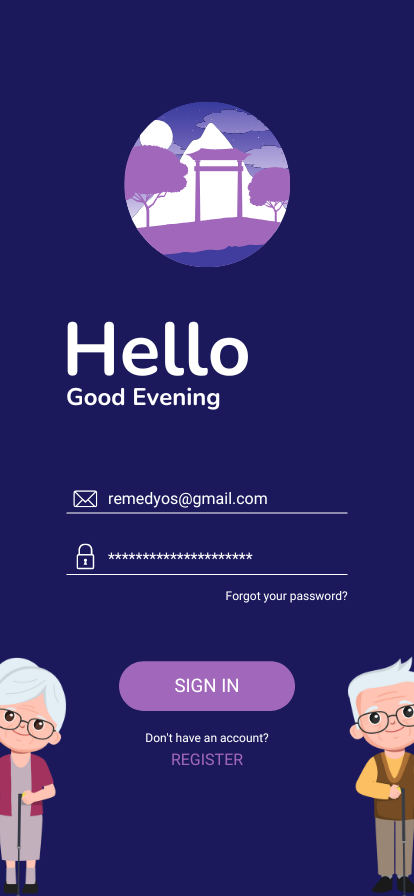 Hello
Good Evening
remedyos@gmail.com
*********************
Forgot your password?
SIGN IN
Don't have an account?
REGISTER